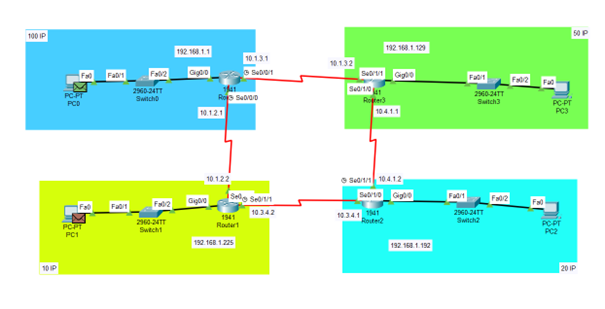 100 IP
192.168.1.1
10.1.3.1
Fa0
Fa0/1
Fa0/2
Gig0/0
Se0/0/1
PC-PT
PC0
2960-24TT
Switch0
1941
Se0/0/0
10.1.2.1
50 IP
192.168.1.129
10.1.3.2
Se0/1/1
Gig0/0
Fa0/1
Fa0/2
Fa0
Se0/1/0
41
Router3
2960-24TT
Switch3
PC-PT
PC3
10.4.1.1
10.1.2.2
Fa0
Fa0/1
Fa0/2
Gig0/0
Se0/1/1
PC-PT
PC1
2960-24TT
Switch1
1941
Router1
10.3.4.2
192.168.1.225
10 IP
Se0/1/1
10.4.1.2
Se0/1/0
Gig0/0
Fa0/1
Fa0/2
Fa0
10.3.4.1
1941
Router2
2960-24TT
Switch2
PC-PT
PC2
192.168.1.192
20 IP